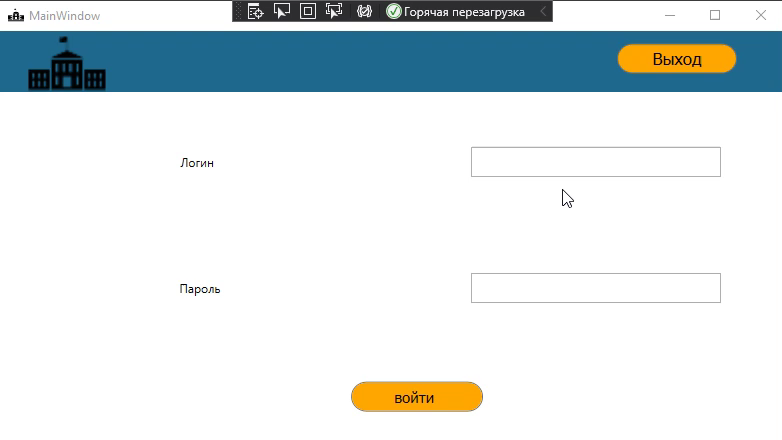 MainWindow
Горячая перезагрузка
Выход
Логин
Пароль
войти